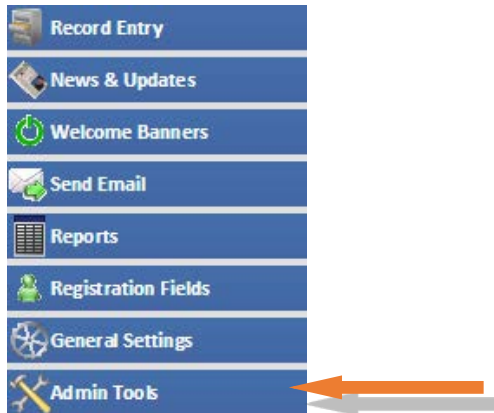 Record Entry
News & Updates
Welcome Banners
Send Email
Reports
Registration Fields
General Settings
Admin Tools